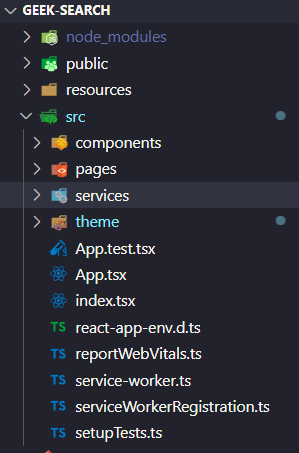 GEEK-SEARCH
node_modules
public
resources
src
components
pages
services
theme
App.test.tsx
App.tsx
index.tsx
TS react-app-env.d.ts
TS reportWebVitals.ts
TS service-worker.ts
TS serviceWorkerRegistration.ts
TS setupTests.ts